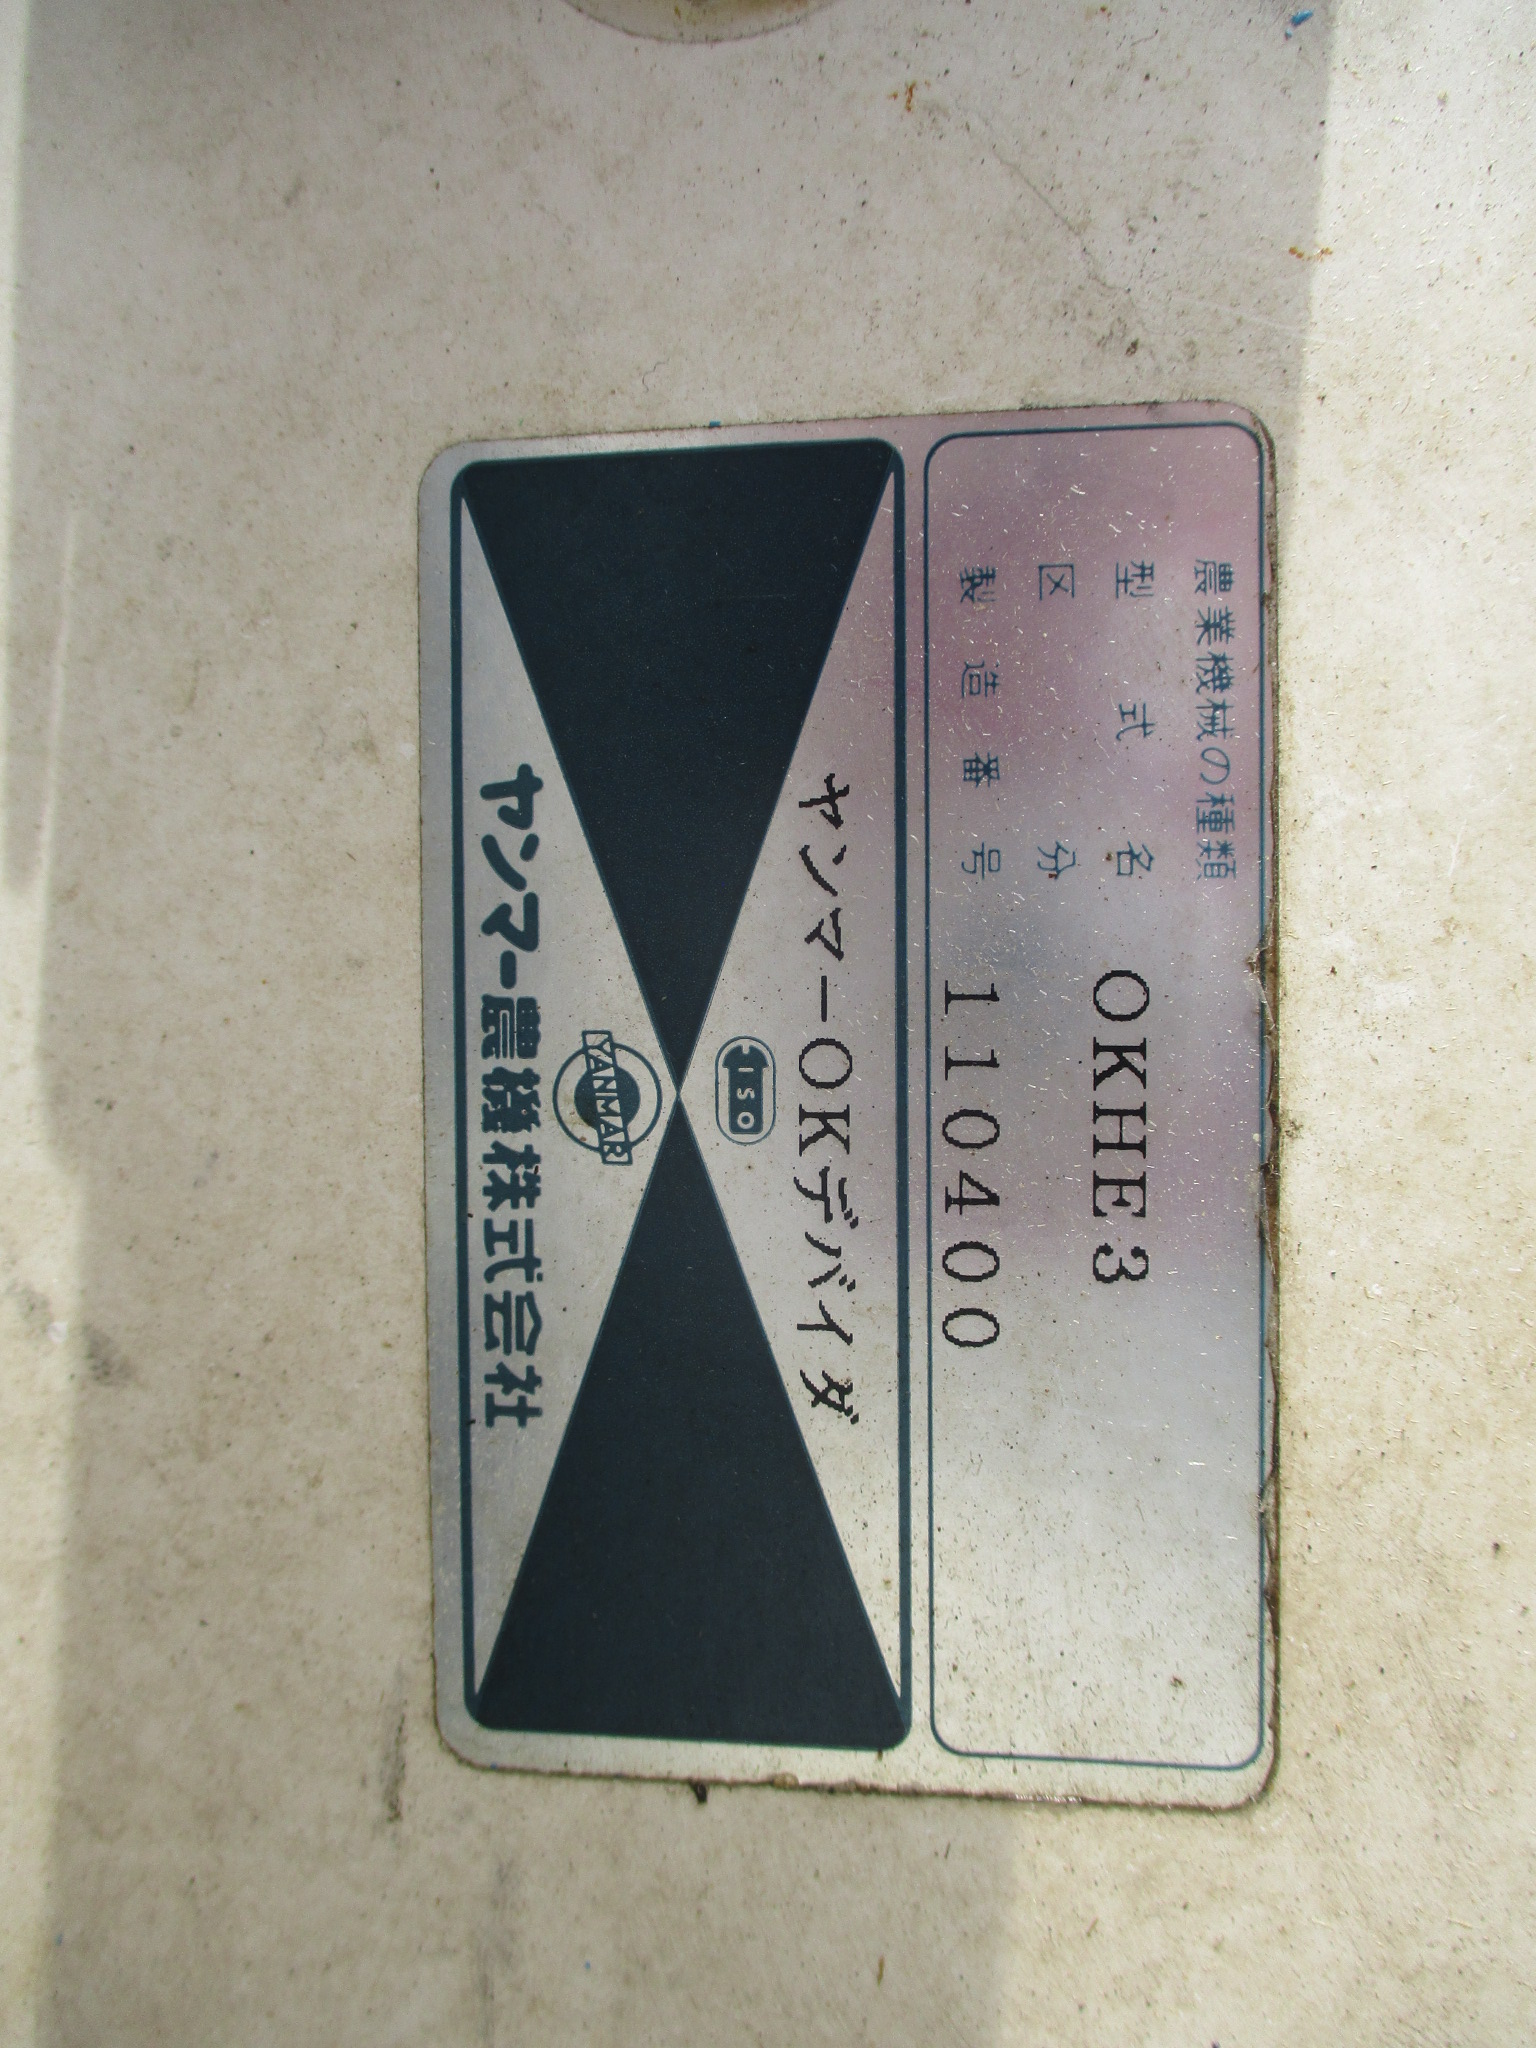 農業機械の種類
型式名 OKHE3
区分
製造番号 110400
ヤンマーOKデバイダ
ISO
YANMAR
ヤンマー農機株式会社